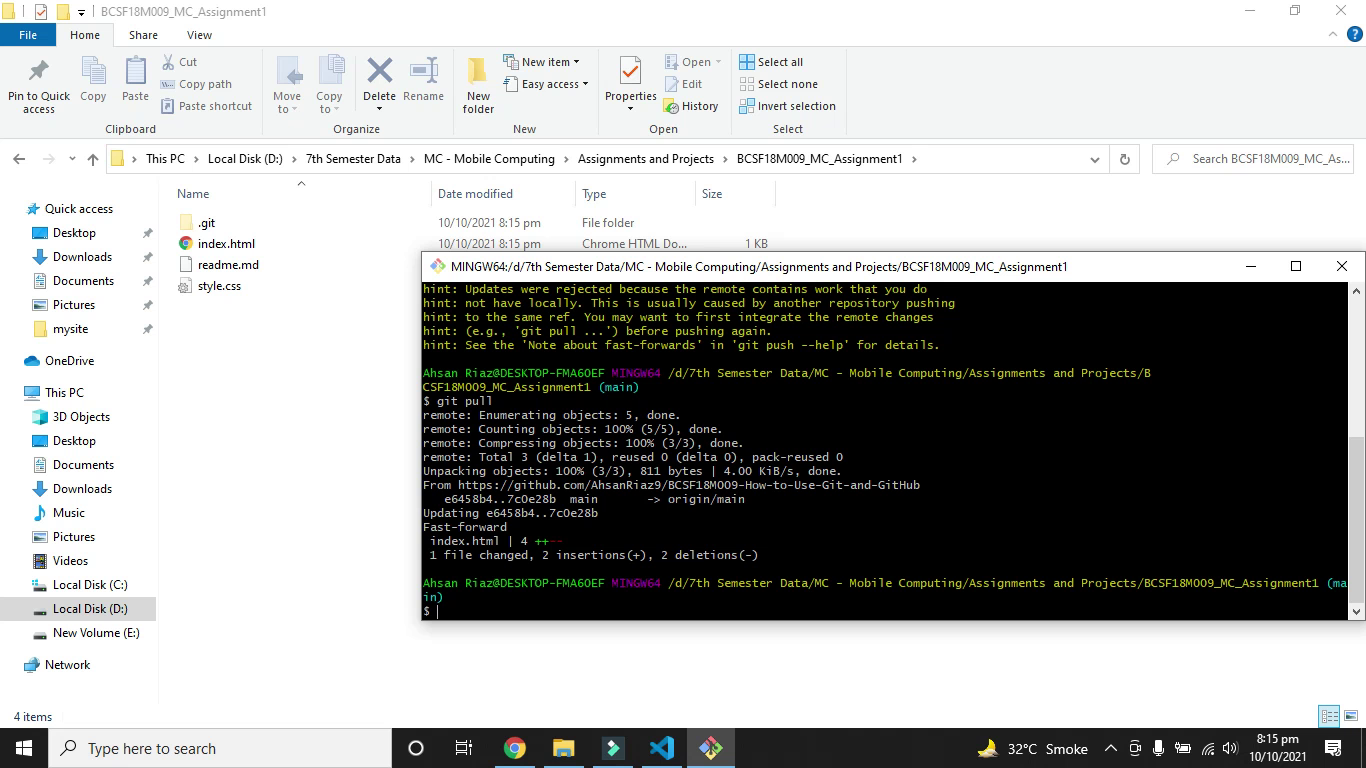 BCSF18M009_MC_Assignment1
File Home Share View
Pin to Quick access
Copy
Paste
Cut
Copy path
Paste shortcut
Clipboard
Move to
Copy to
Delete
Rename
Organize
New folder
New item
Easy access
New
Properties
Open
Edit
History
Open
Select all
Select none
Invert selection
Select
This PC Local Disk (D:) 7th Semester Data MC - Mobile Computing Assignments and Projects BCSF18M009_MC_Assignment1
Search BCSF18M009_MC_As...
Quick access
Desktop
Downloads
Documents
Pictures
mysite
OneDrive
This PC
3D Objects
Desktop
Documents
Downloads
Music
Pictures
Videos
Local Disk (C:)
Local Disk (D:)
New Volume (E:)
Network
Name Date modified Type Size
.git 10/10/2021 8:15 pm File folder
index.html 10/10/2021 8:15 pm Chrome HTML Do... 1 KB
readme.md
style.css
MINGW64:/d/7th Semester Data/MC - Mobile Computing/Assignments and Projects/BCSF18M009_MC_Assignment1
hint: Updates were rejected because the remote contains work that you do
hint: not have locally. This is usually caused by another repository pushing
hint: to the same ref. You may want to first integrate the remote changes
hint: (e.g., 'git pull ...') before pushing again.
hint: See the 'Note about fast-forwards' in 'git push --help' for details.
Ahsan Riaz@DESKTOP-FMA6OEF MINGW64 /d/7th Semester Data/MC - Mobile Computing/Assignments and Projects/B
CSF18M009_MC_Assignment1 (main)
$ git pull
remote: Enumerating objects: 5, done.
remote: Counting objects: 100% (5/5), done.
remote: Compressing objects: 100% (3/3), done.
remote: Total 3 (delta 1), reused 0 (delta 0), pack-reused 0
Unpacking objects: 100% (3/3), 811 bytes | 4.00 KiB/s, done.
From https://github.com/AhsanRiaz9/BCSF18M009-How-to-Use-Git-and-GitHub
e6458b4..7c0e28b main -> origin/main
Updating e6458b4..7c0e28b
Fast-forward
index.html | 4 ++--
1 file changed, 2 insertions(+), 2 deletions(-)
Ahsan Riaz@DESKTOP-FMA6OEF MINGW64 /d/7th Semester Data/MC - Mobile Computing/Assignments and Projects/BCSF18M009_MC_Assignment1 (ma
in)
$
4 items
Type here to search
32°C Smoke
8:15 pm
10/10/2021